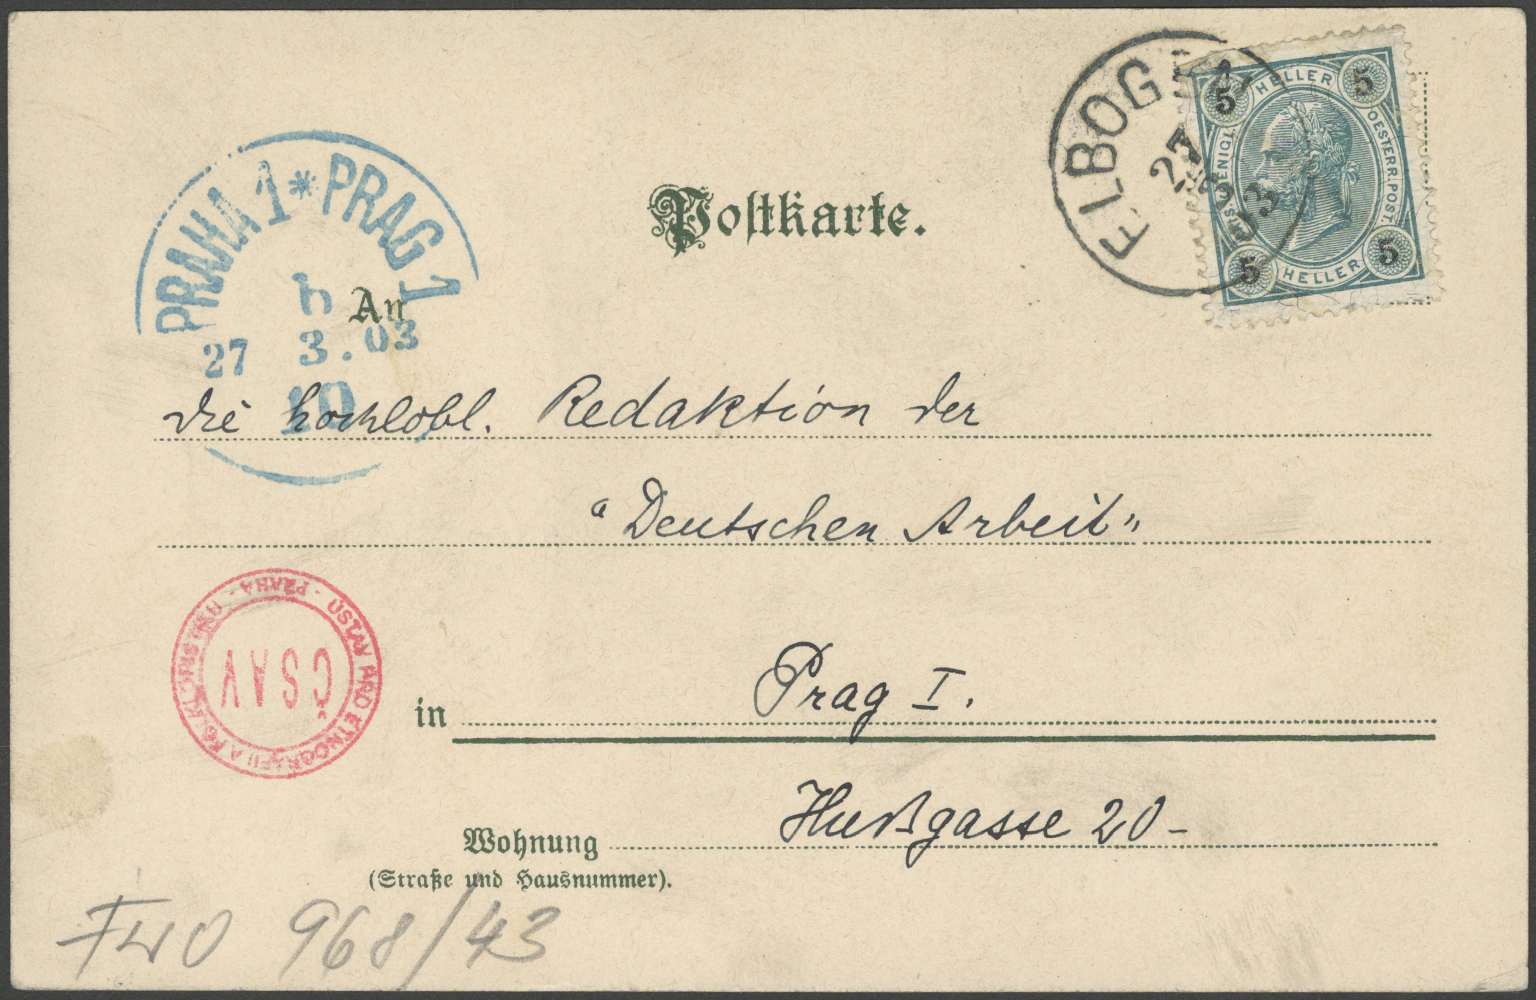 ELBOGEN
27 3 03
5 HELLER 5
OESTERR.POST.
5 HELLER 5
PRAHA 1 * PRAG 1
Postkarte.
h
An
27 3.03
10
die hochlöbl. Redaktion der
"Deutschen Arbeit"
ÚSTAV PRO ETNOGRAFII A FOLKLORISTIKU - PRAHA -
ČSAV
in Prag I.
Hußgasse 20-
Wohnung
(Straße und Hausnummer).
968/43